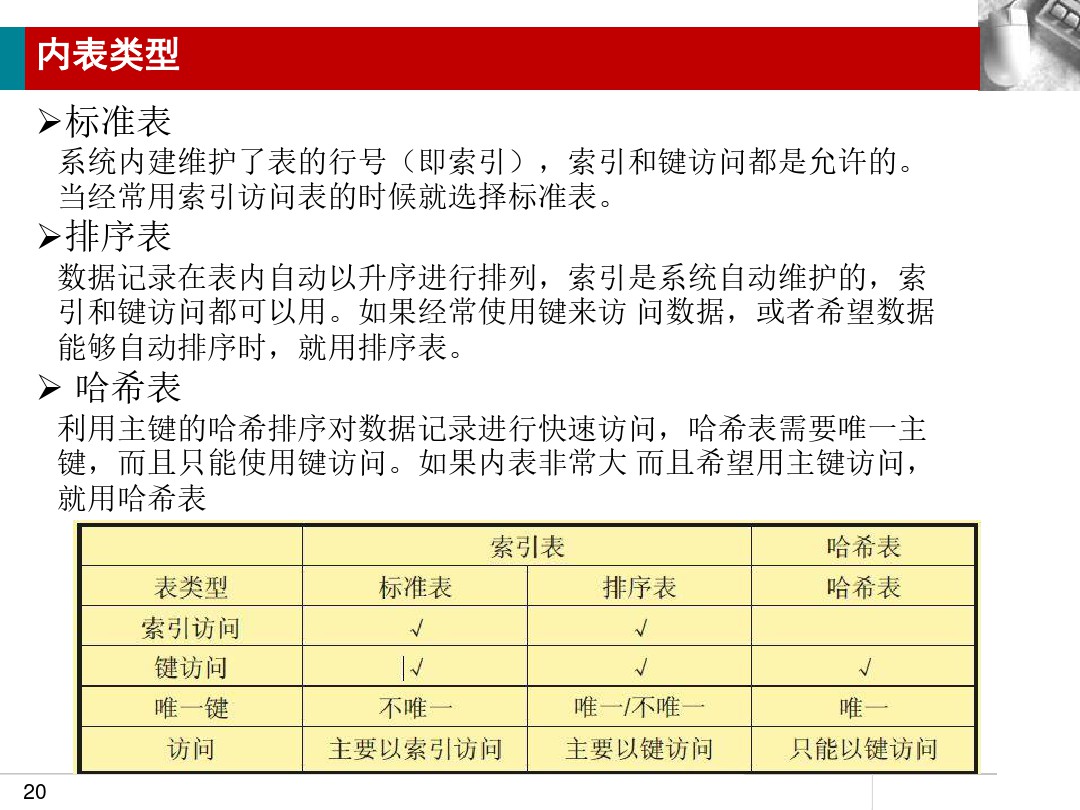 内表类型
➢标准表
系统内建维护了表的行号（即索引），索引和键访问都是允许的。
当经常用索引访问表的时候就选择标准表。
➢排序表
数据记录在表内自动以升序进行排列，索引是系统自动维护的，索
引和键访问都可以用。如果经常使用键来访 问数据，或者希望数据
能够自动排序时，就用排序表。
➢ 哈希表
利用主键的哈希排序对数据记录进行快速访问，哈希表需要唯一主
键，而且只能使用键访问。如果内表非常大 而且希望用主键访问，
就用哈希表
索引表 哈希表
表类型 标准表 排序表 哈希表
索引访问 √ √
键访问 √ √ √
唯一键 不唯一 唯一/不唯一 唯一
访问 主要以索引访问 主要以键访问 只能以键访问
20